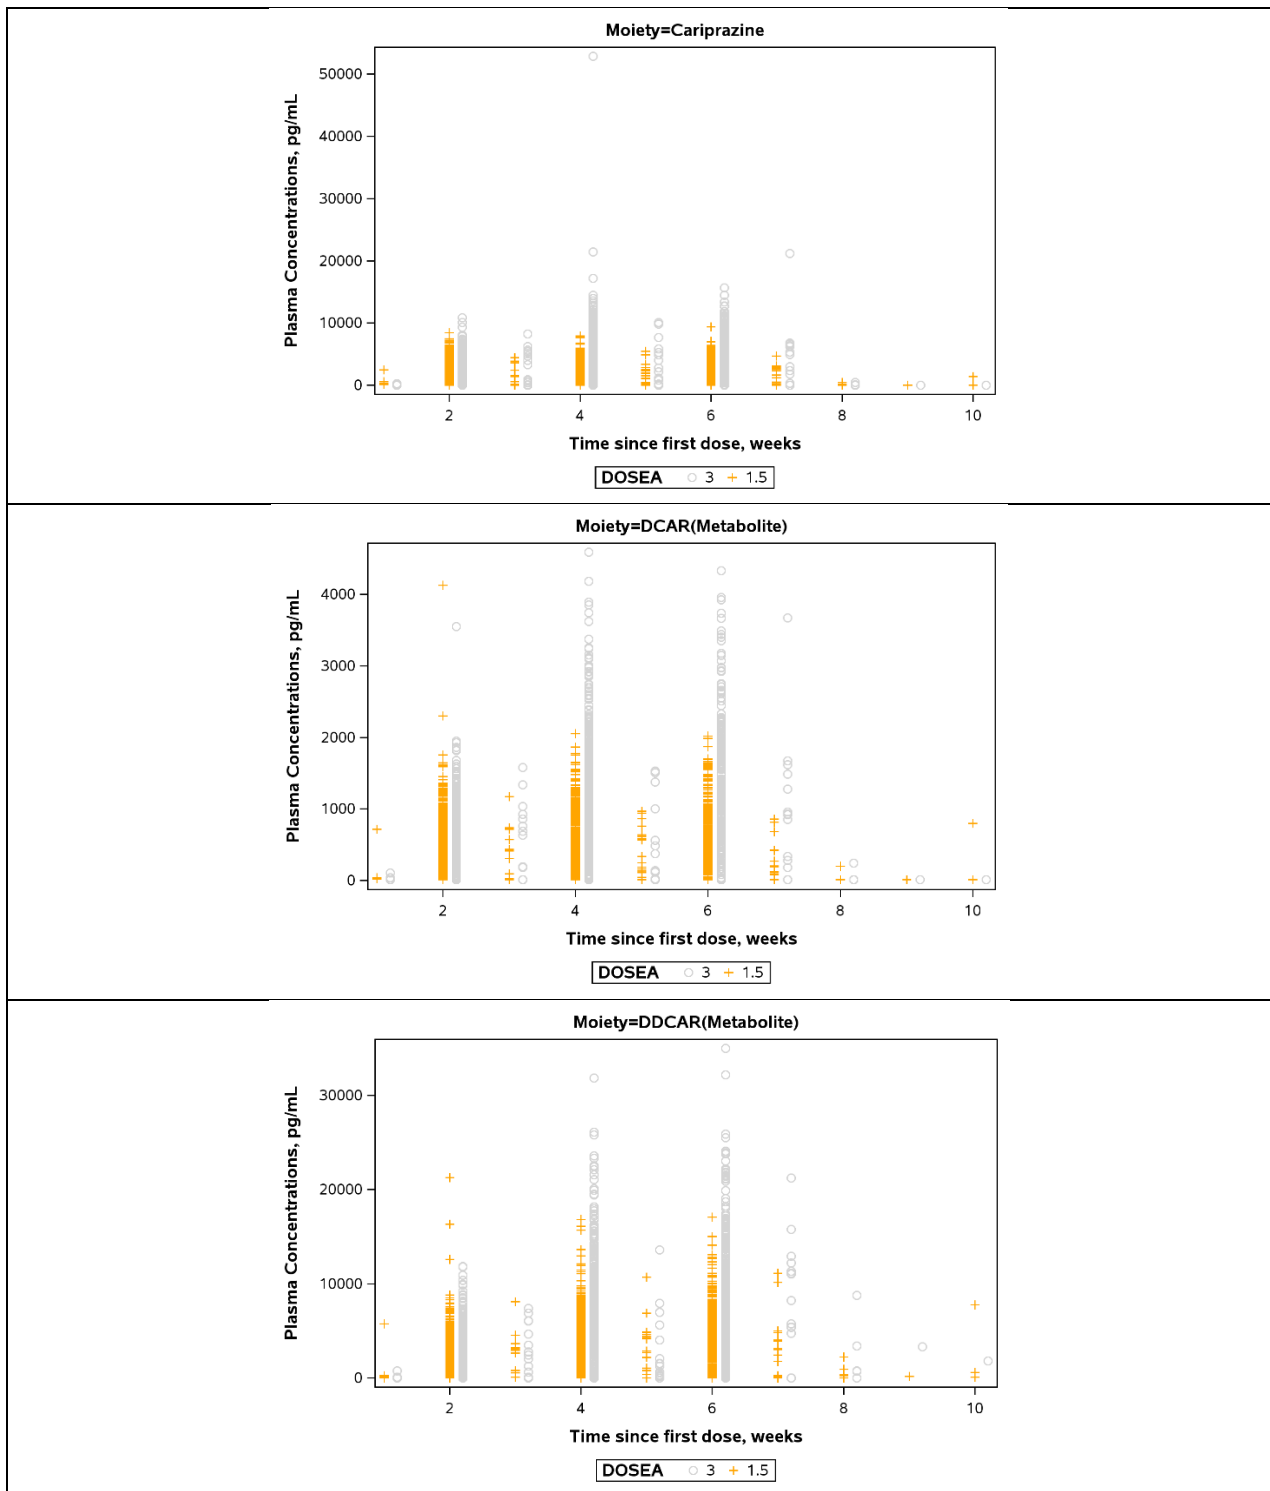 Moiety=Cariprazine
Plasma Concentrations, pg/mL
50000
40000
30000
20000
10000
0
2 4 6 8 10
Time since first dose, weeks
DOSEA 3 1.5
Moiety=DCAR(Metabolite)
Plasma Concentrations, pg/mL
4000
3000
2000
1000
0
2 4 6 8 10
Time since first dose, weeks
DOSEA 3 1.5
Moiety=DDCAR(Metabolite)
Plasma Concentrations, pg/mL
30000
20000
10000
0
2 4 6 8 10
Time since first dose, weeks
DOSEA 3 1.5